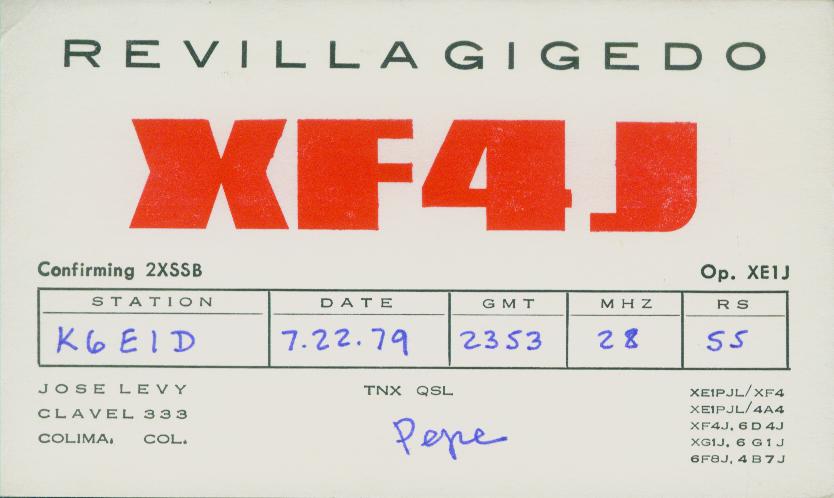 REVILLAGIGEDO
XF4J
Confirming 2XSSB Op. XE1J
STATION DATE GMT MHZ RS
K6EID 7.22.79 2353 28 55
JOSE LEVY TNX QSL XE1PJL/XF4
CLAVEL 333 XE1PJL/4A4
COLIMA, COL. Pepe XF4J, 6D4J
XG1J, 6G1J
6F8J, 4B7J